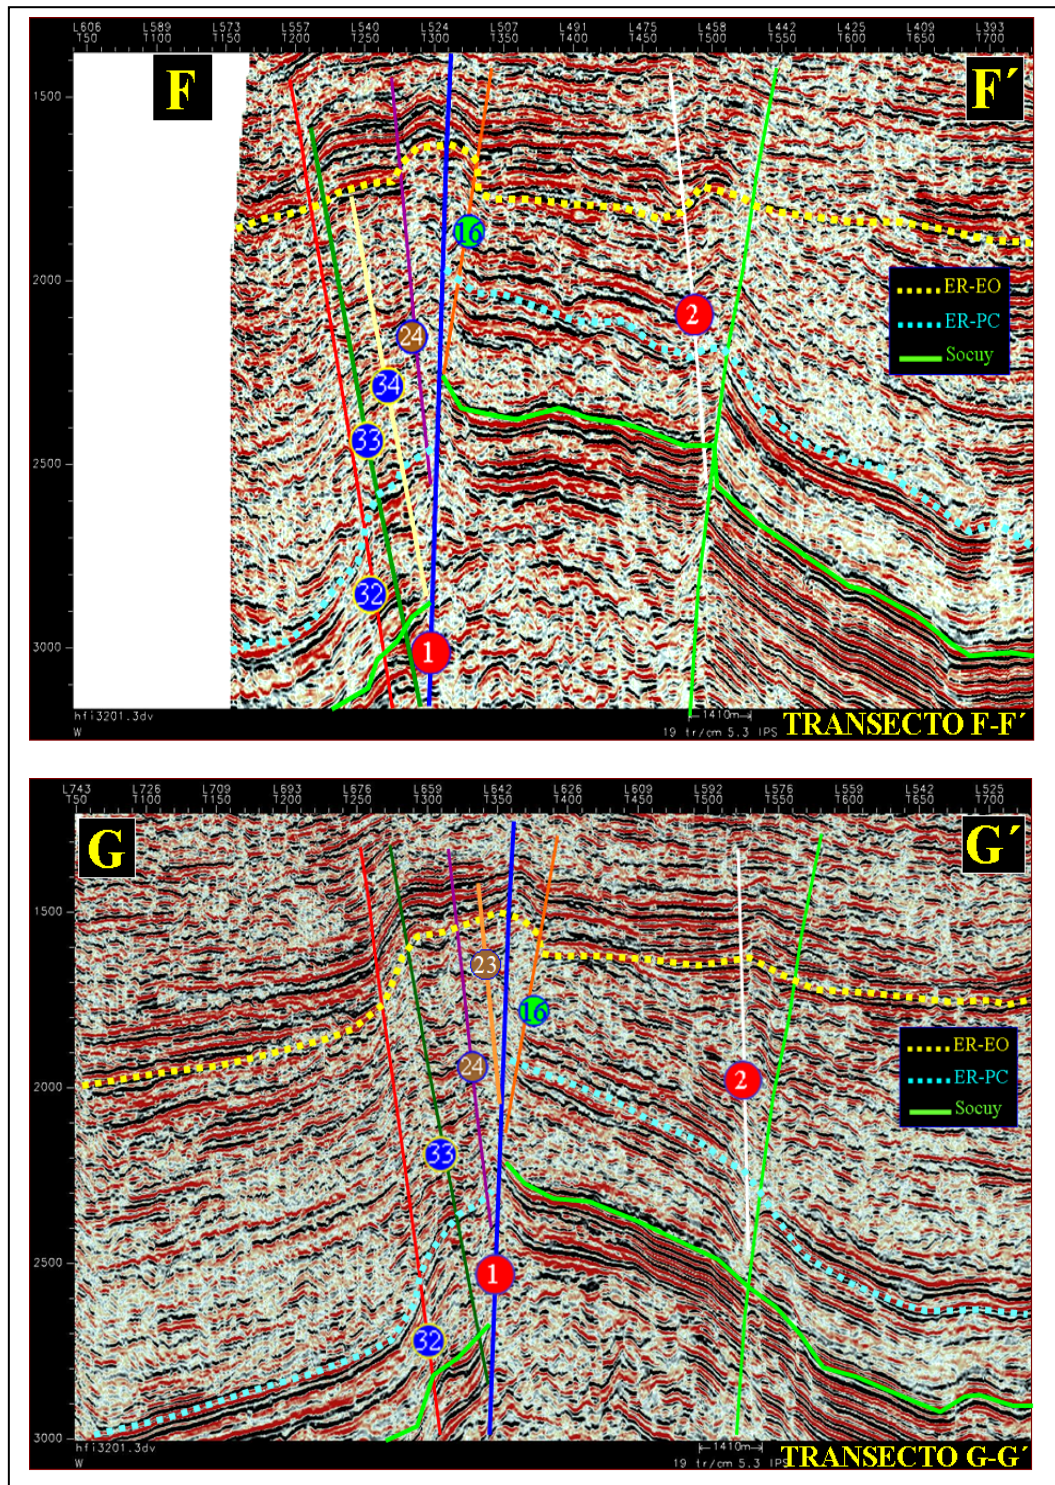 L606 L589 L573 L557 L540 L524 L507 L491 L475 L458 L442 L425 L409 L393
T50 T100 T150 T200 T250 T300 T350 T400 T450 T500 T550 T600 T650 T700
F
F´
1500
16
2000
ER-EO
2
ER-PC
24
Socuy
34
33
2500
32
3000
1
hfi3201.3dv
1410m
W
19 tr/cm 5.3 IPS
TRANSECTO F-F´
L743 L726 L709 L693 L676 L659 L642 L626 L609 L592 L576 L559 L542 L525
T50 T100 T150 T200 T250 T300 T350 T400 T450 T500 T550 T600 T650 T700
G
G´
1500
23
16
ER-EO
24
2000
2
ER-PC
Socuy
33
2500
1
32
3000
hfi3201.3dv
1410m
W
19 tr/cm 5.3 IPS
TRANSECTO G-G´